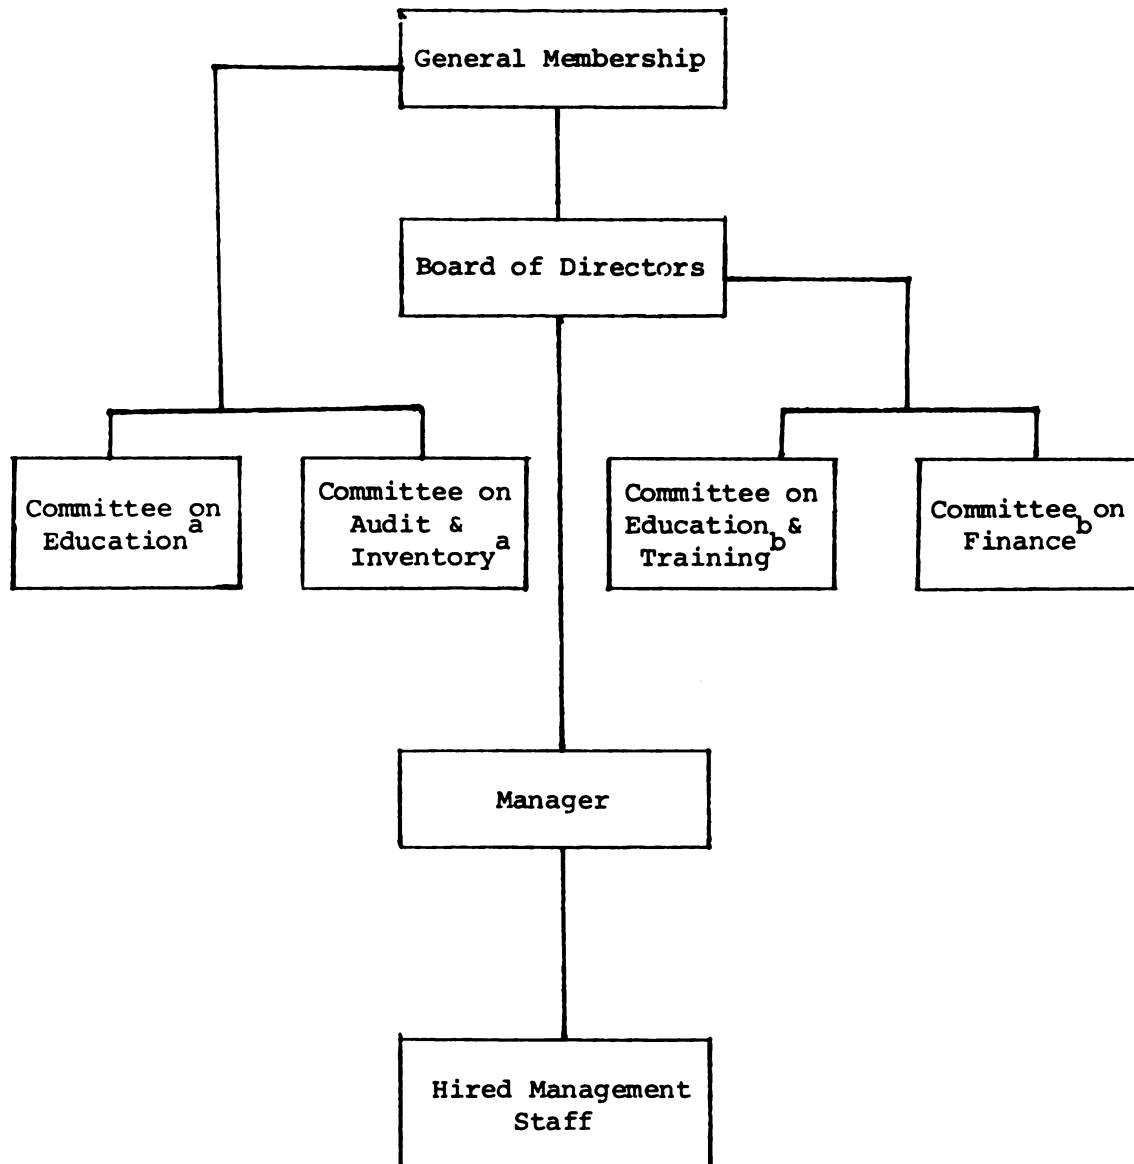 General Membership
Board of Directors
Committee on
Education^a
Committee on
Audit &
Inventory^a
Committee on
Education &
Training^b
Committee on
Finance^b
Manager
Hired Management
Staff